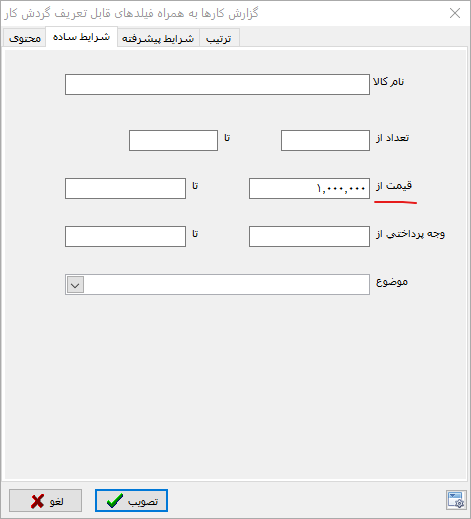 گزارش کارها به همراه فیلدهای قابل تعریف گردش کار
محتوی شرایط ساده شرایط پیشرفته ترتیب
نام کالا
تعداد از تا
قیمت از ۱,۰۰۰,۰۰۰ تا
وجه پرداختی از تا
موضوع
تصویب لغو